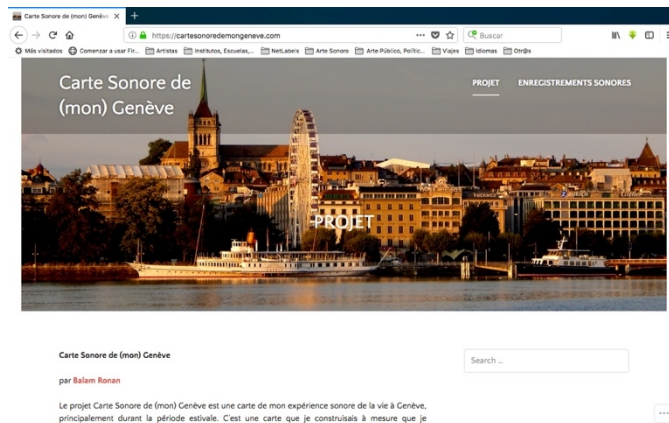 Carte Sonore de (mon) Genève
https://cartesonoredemongeneve.com
Buscar
Más visitados Comenzar a usar Fir... Artistas Institutos, Escuelas,... NetLabels Arte Sonoro Arte Público, Polític... Viajes Idiomas Otr@s
Carte Sonore de
(mon) Genève
PROJET ENREGISTREMENTS SONORES
PROJET
Carte Sonore de (mon) Genève
Search ...
par Balam Ronan
Le projet Carte Sonore de (mon) Genève est une carte de mon expérience sonore de la vie à Genève,
principalement durant la période estivale. C'est une carte que je construisais à mesure que je